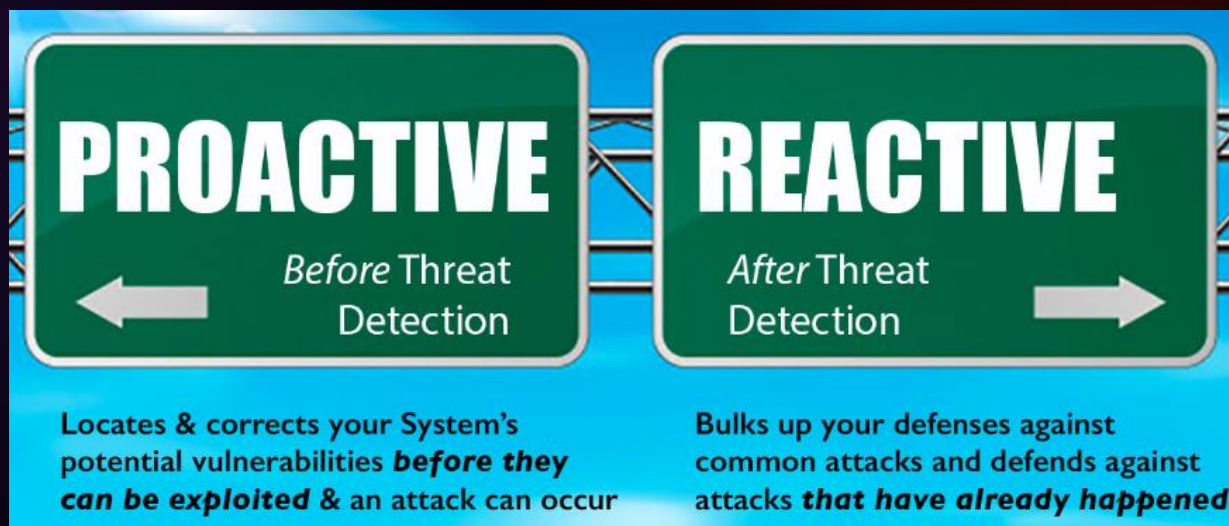 PROACTIVE
Before Threat
Detection
Locates & corrects your System's
potential vulnerabilities before they
can be exploited & an attack can occur
REACTIVE
After Threat
Detection
Bulks up your defenses against
common attacks and defends against
attacks that have already happened